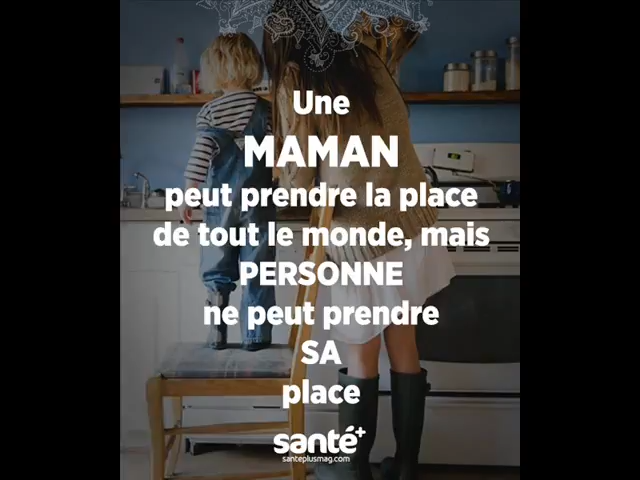 Une
MAMAN
peut prendre la place
de tout le monde, mais
PERSONNE
ne peut prendre
SA
place
santé+
santeplusmag.com